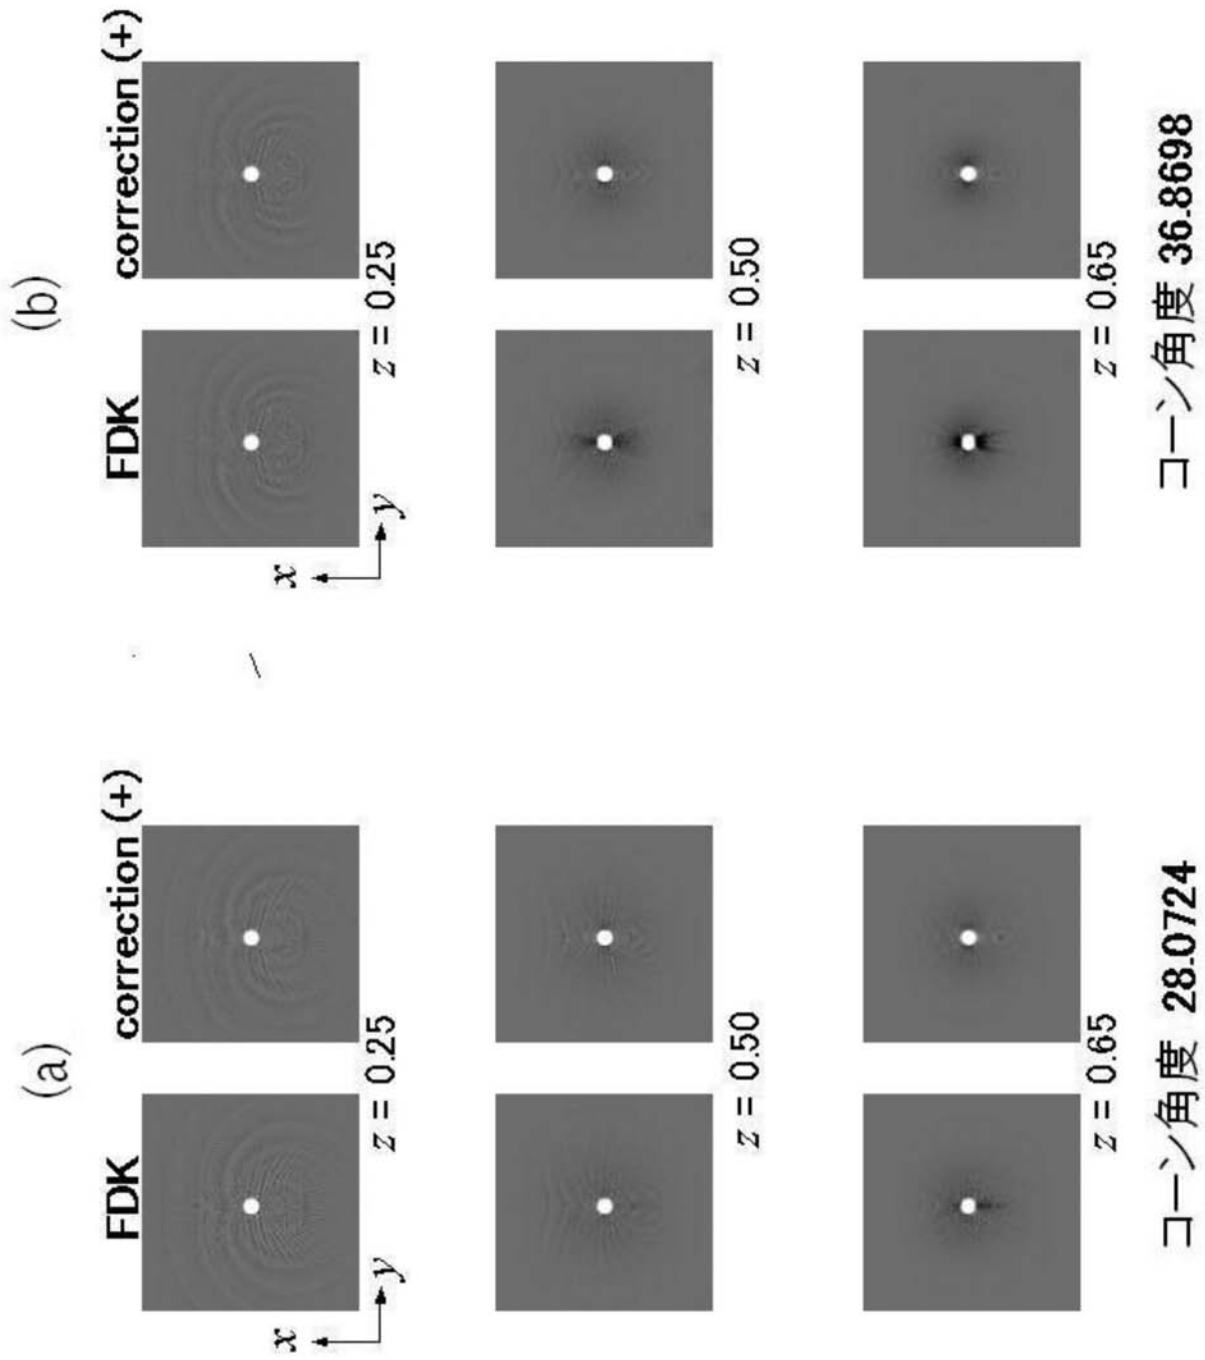 (a)
FDK
correction (+)
x
y
z = 0.25
z = 0.50
z = 0.65
コーン角度 28.0724
(b)
FDK
correction (+)
x
y
z = 0.25
z = 0.50
z = 0.65
コーン角度 36.8698